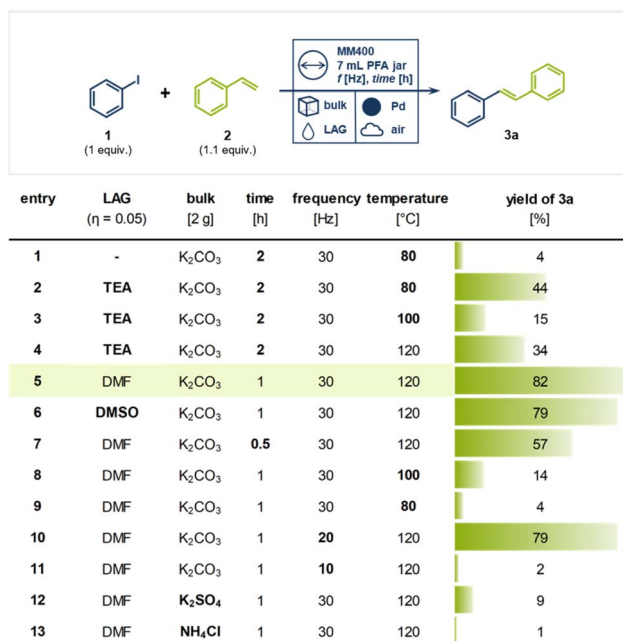 MM400
7 mL PFA jar
f [Hz], time [h]
I
+
bulk
Pd
LAG
air
1
(1 equiv.)
2
(1.1 equiv.)
3a
entry LAG bulk time frequency temperature yield of 3a
(η = 0.05) [2 g] [h] [Hz] [°C] [%]
1 - K₂CO₃ 2 30 80 4
2 TEA K₂CO₃ 2 30 80 44
3 TEA K₂CO₃ 2 30 100 15
4 TEA K₂CO₃ 2 30 120 34
5 DMF K₂CO₃ 1 30 120 82
6 DMSO K₂CO₃ 1 30 120 79
7 DMF K₂CO₃ 0.5 30 120 57
8 DMF K₂CO₃ 1 30 100 14
9 DMF K₂CO₃ 1 30 80 4
10 DMF K₂CO₃ 1 20 120 79
11 DMF K₂CO₃ 1 10 120 2
12 DMF K₂SO₄ 1 30 120 9
13 DMF NH₄Cl 1 30 120 1